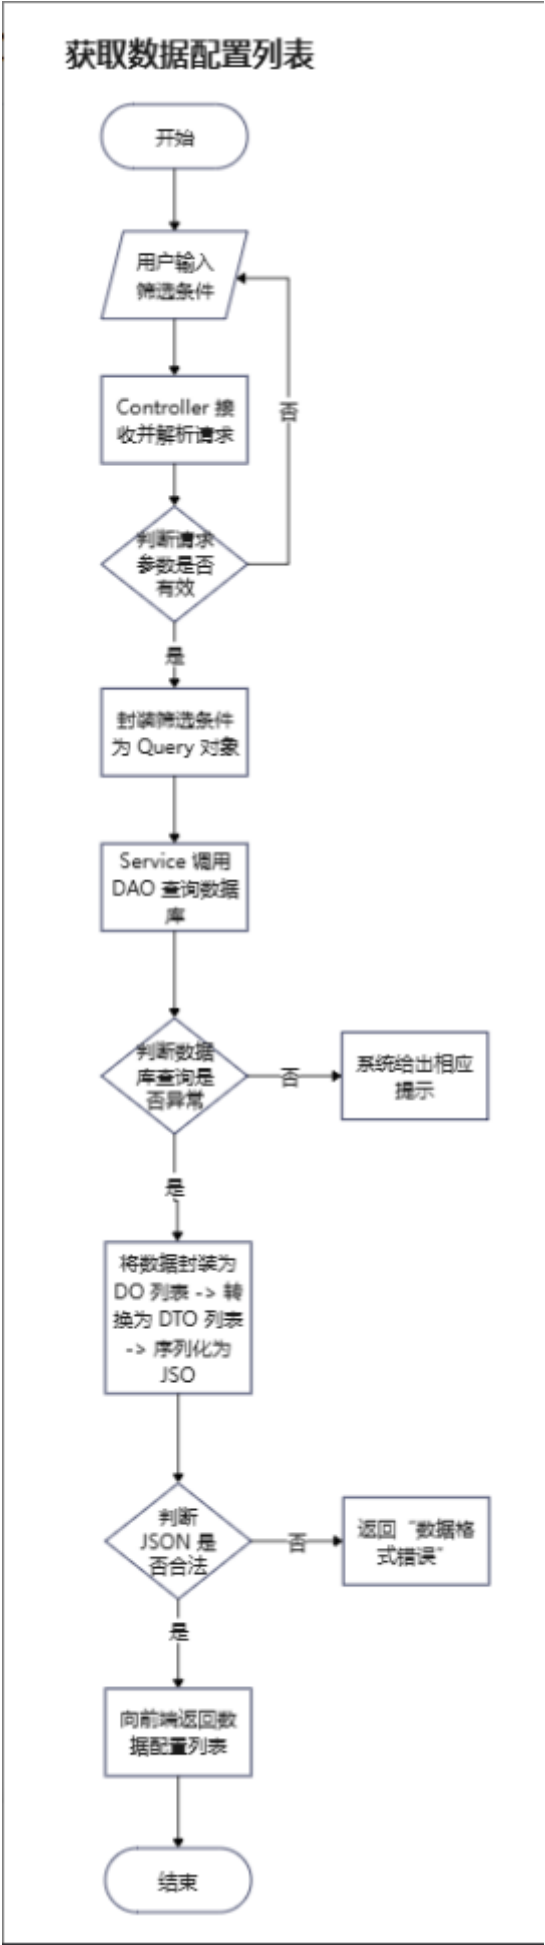 获取数据配置列表
开始
用户输入
筛选条件
Controller 接
收并解析请求
否
判断请求
参数是否
有效
是
封装筛选条件
为 Query 对象
Service 调用
DAO 查询数据
库
判断数据
库查询是
否异常
否
系统给出相应
提示
是
将数据封装为
DO 列表 -> 转
换为 DTO 列表
-> 序列化为
JSO
判断
JSON 是
否合法
否
返回“数据格
式错误”
是
向前端返回数
据配置列表
结束